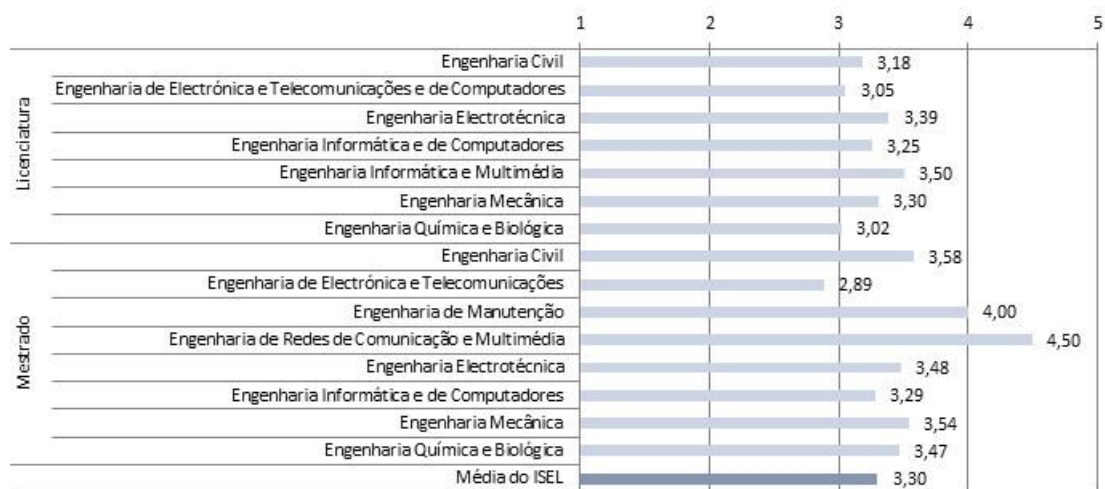 1 2 3 4 5
Licenciatura
Engenharia Civil 3,18
Engenharia de Electrónica e Telecomunicações e de Computadores 3,05
Engenharia Electrotécnica 3,39
Engenharia Informática e de Computadores 3,25
Engenharia Informática e Multimédia 3,50
Engenharia Mecânica 3,30
Engenharia Química e Biológica 3,02
Mestrado
Engenharia Civil 3,58
Engenharia de Electrónica e Telecomunicações 2,89
Engenharia de Manutenção 4,00
Engenharia de Redes de Comunicação e Multimédia 4,50
Engenharia Electrotécnica 3,48
Engenharia Informática e de Computadores 3,29
Engenharia Mecânica 3,54
Engenharia Química e Biológica 3,47
Média do ISEL 3,30